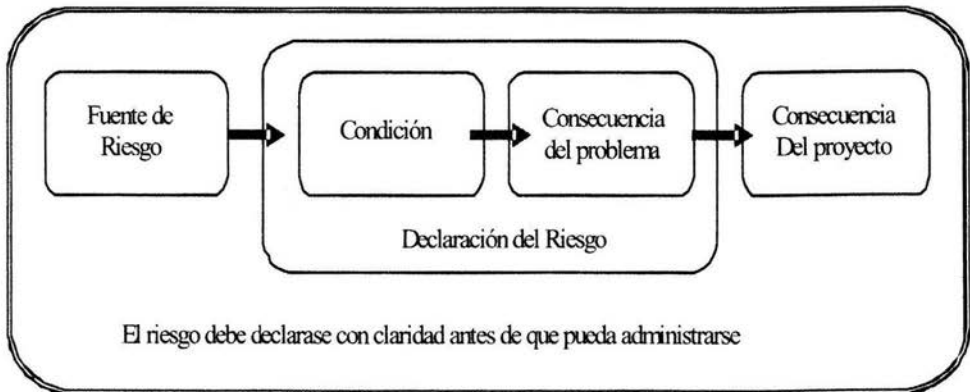 Fuente de
Riesgo
Condición
Consecuencia
del problema
Consecuencia
Del proyecto
Declaración del Riesgo
El riesgo debe declarase con claridad antes de que pueda administrarse